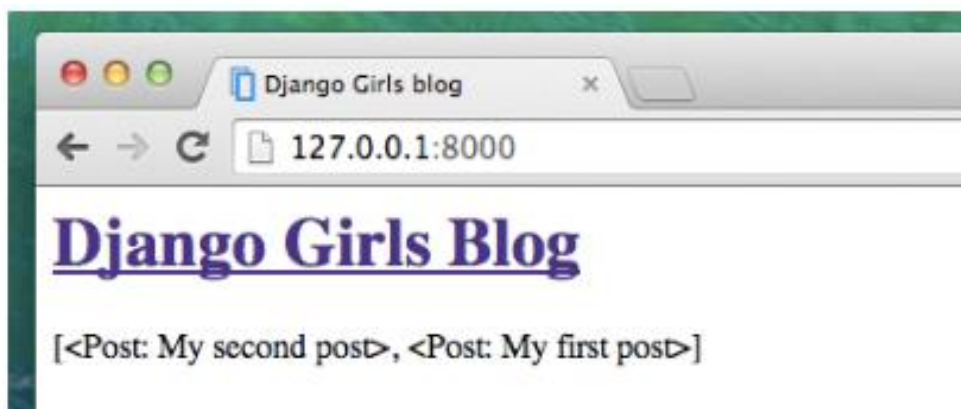 Django Girls blog
127.0.0.1:8000
Django Girls Blog
[<Post: My second post>, <Post: My first post>]